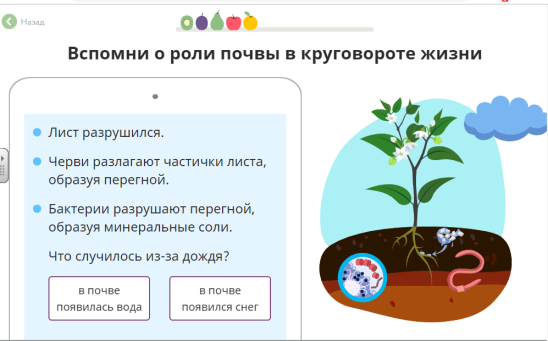 Назад
Вспомни о роли почвы в круговороте жизни
Лист разрушился.
Черви разлагают частички листа,
образуя перегной.
Бактерии разрушают перегной,
образуя минеральные соли.
Что случилось из-за дождя?
в почве
появилась вода
в почве
появился снег